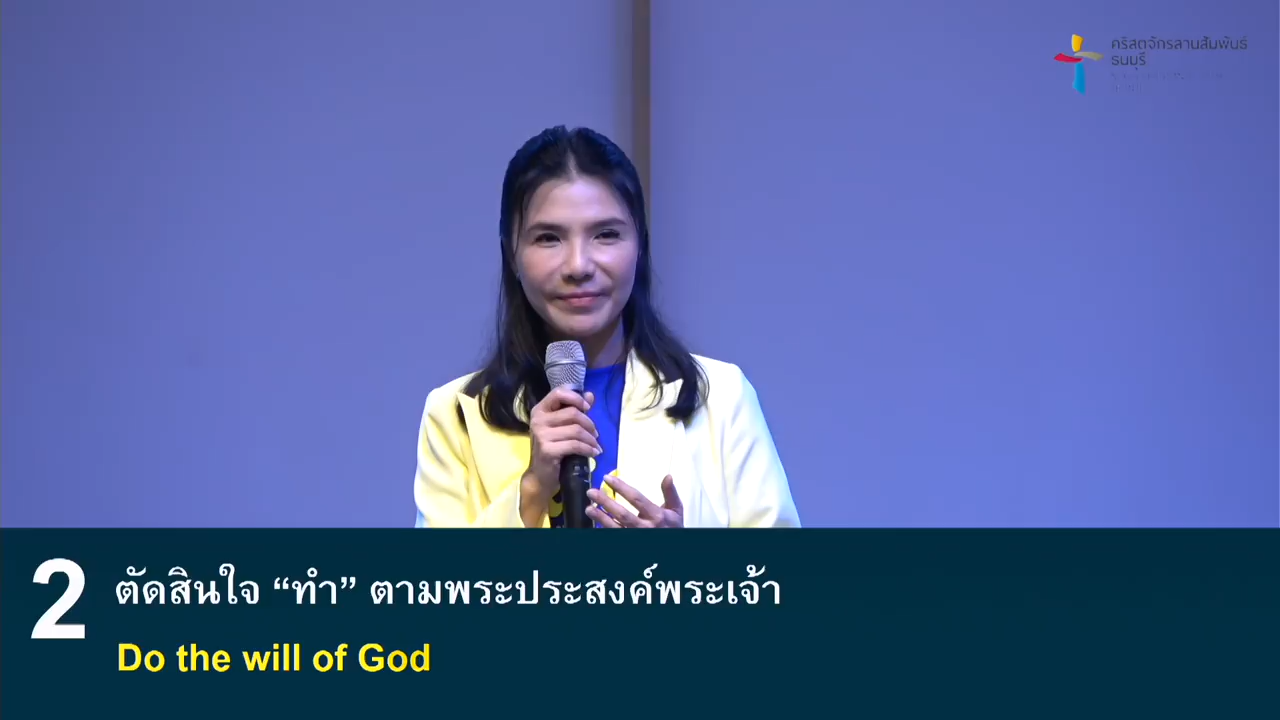 คริสตจักรสานสัมพันธ์
ธนบุรี
2
ตัดสินใจ “ทำ” ตามพระประสงค์พระเจ้า
Do the will of God